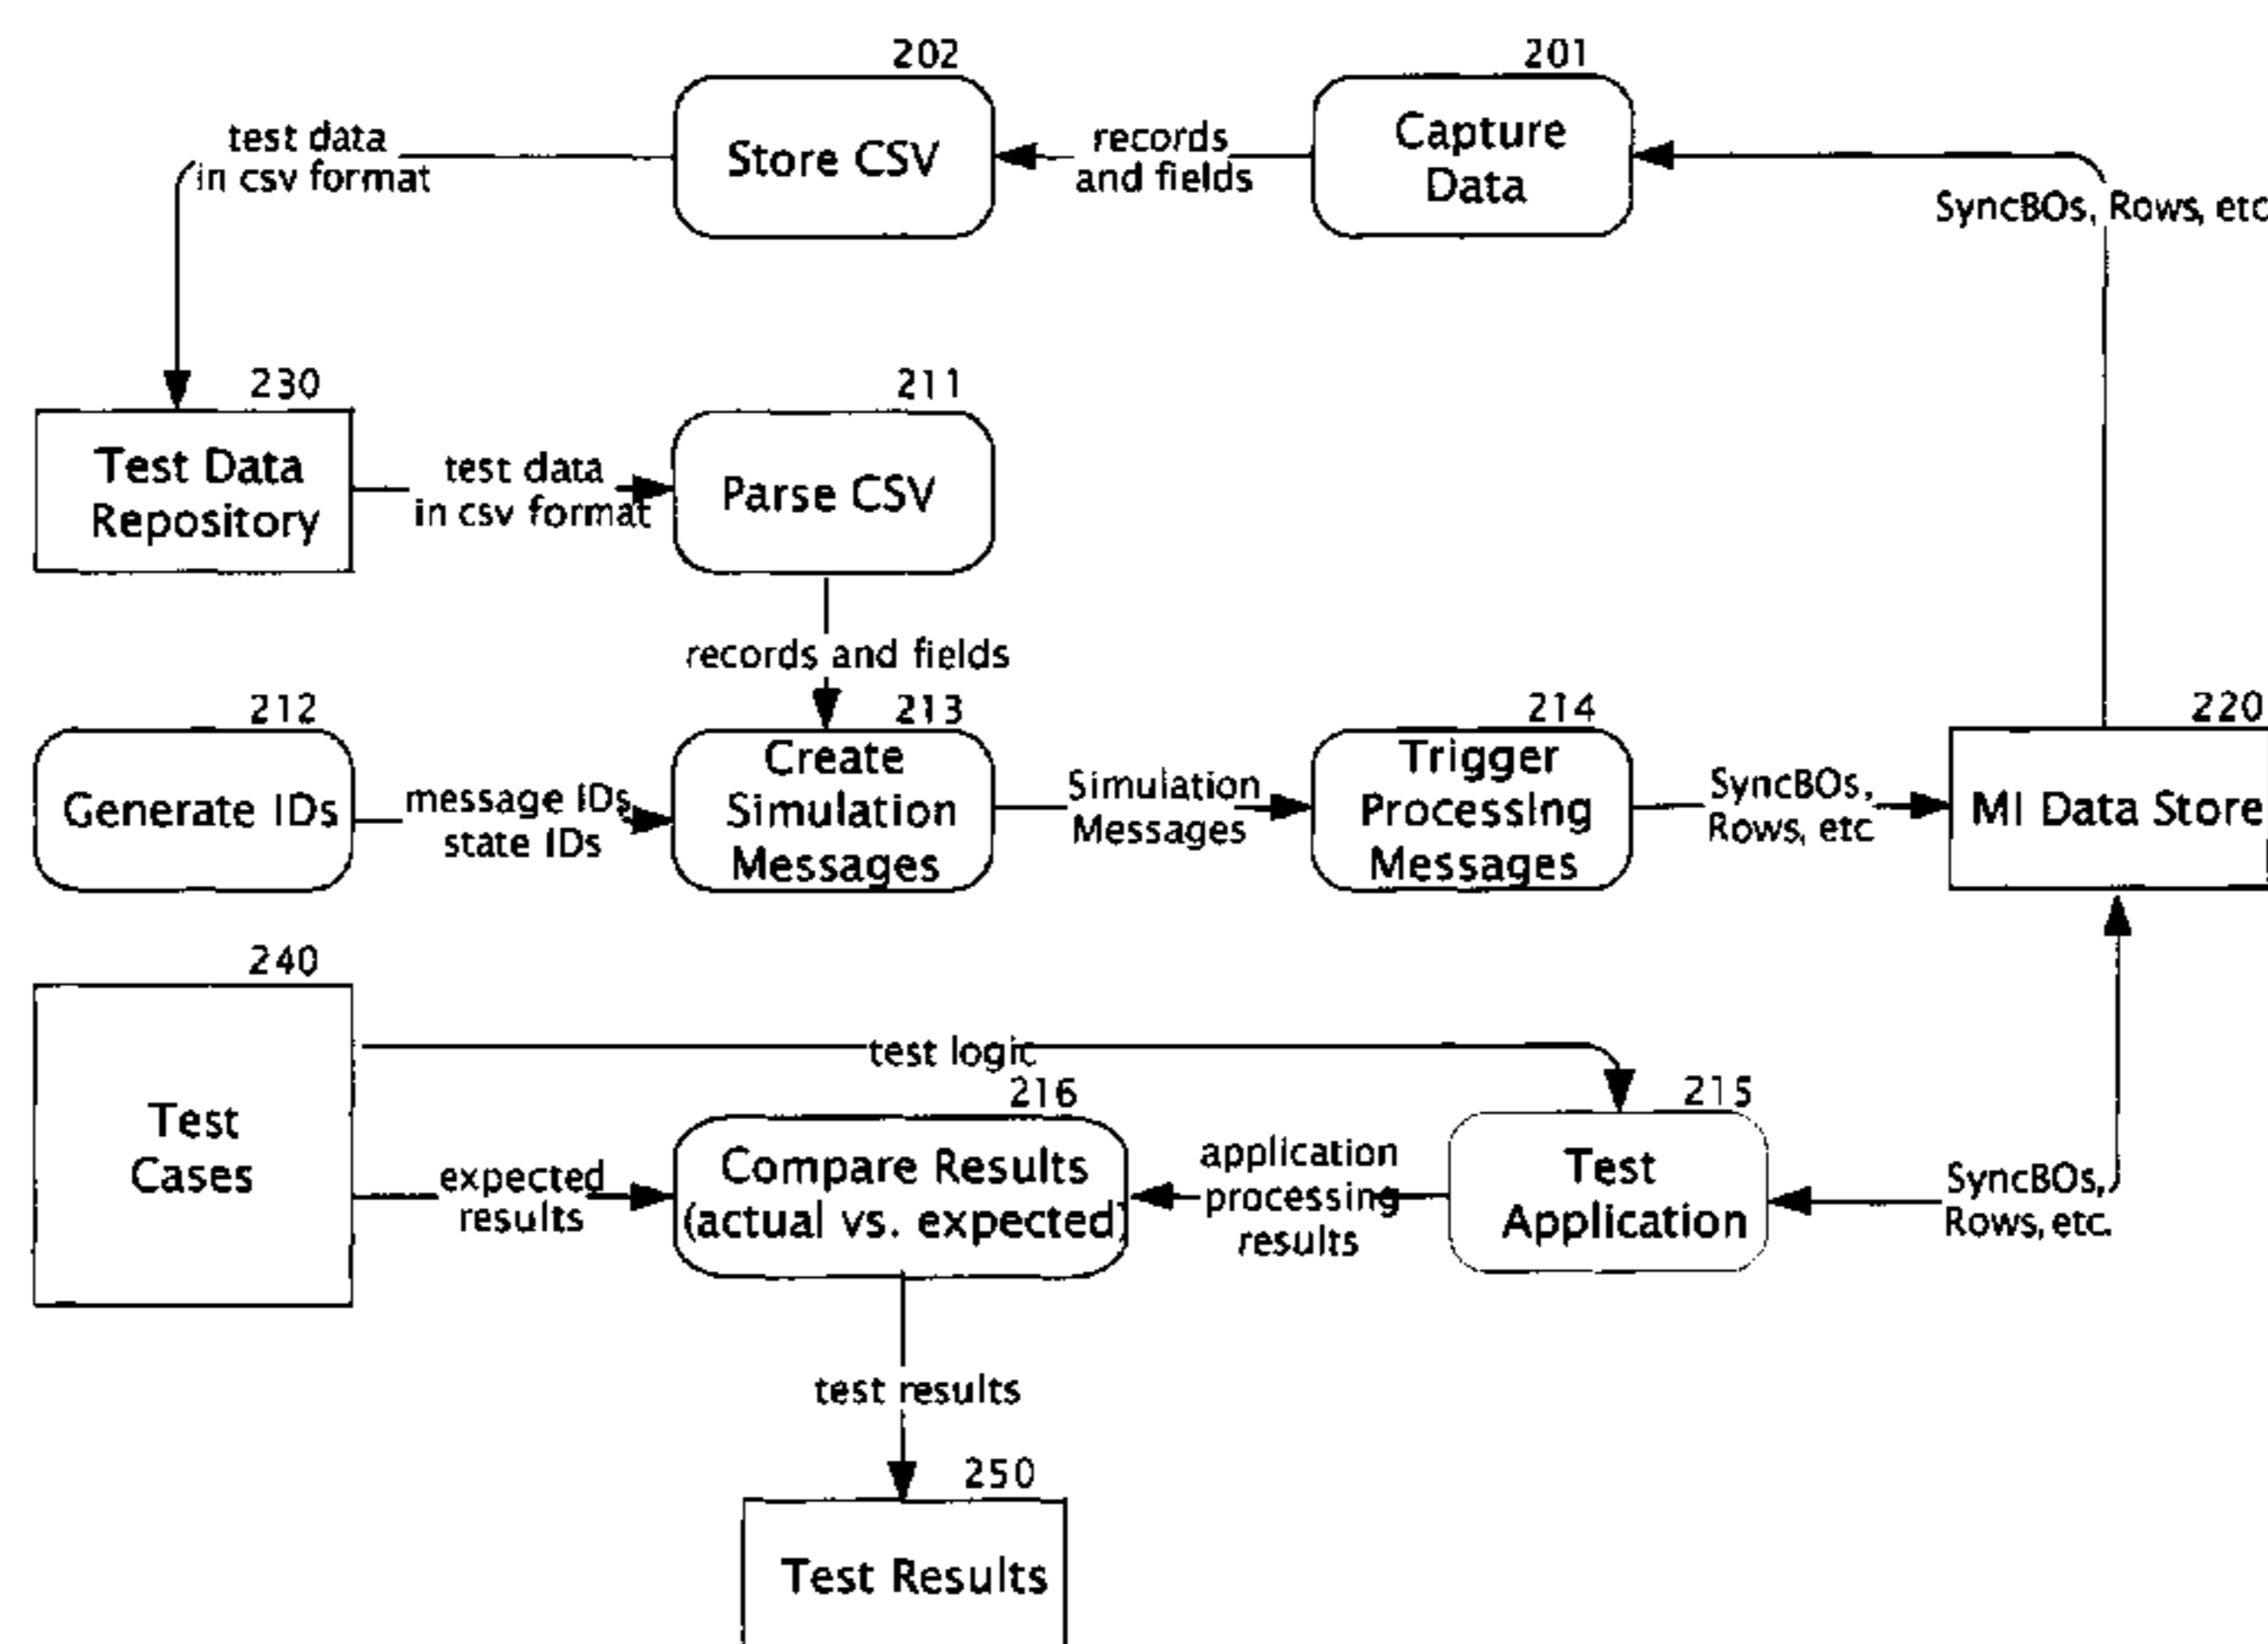 202
201
test data
in csv format
Store CSV
records
and fields
Capture
Data
SyncBOs, Rows, etc
230
211
Test Data
Repository
test data
in csv format
Parse CSV
records and fields
212
213
214
220
Generate IDs
message IDs,
state IDs
Create
Simulation
Messages
Simulation
Messages
Trigger
Processing
Messages
SyncBOs,
Rows, etc
MI Data Store
240
test logic
216
215
Test
Cases
expected
results
Compare Results
(actual vs. expected)
application
processing
results
Test
Application
SyncBOs,
Rows, etc.
test results
250
Test Results